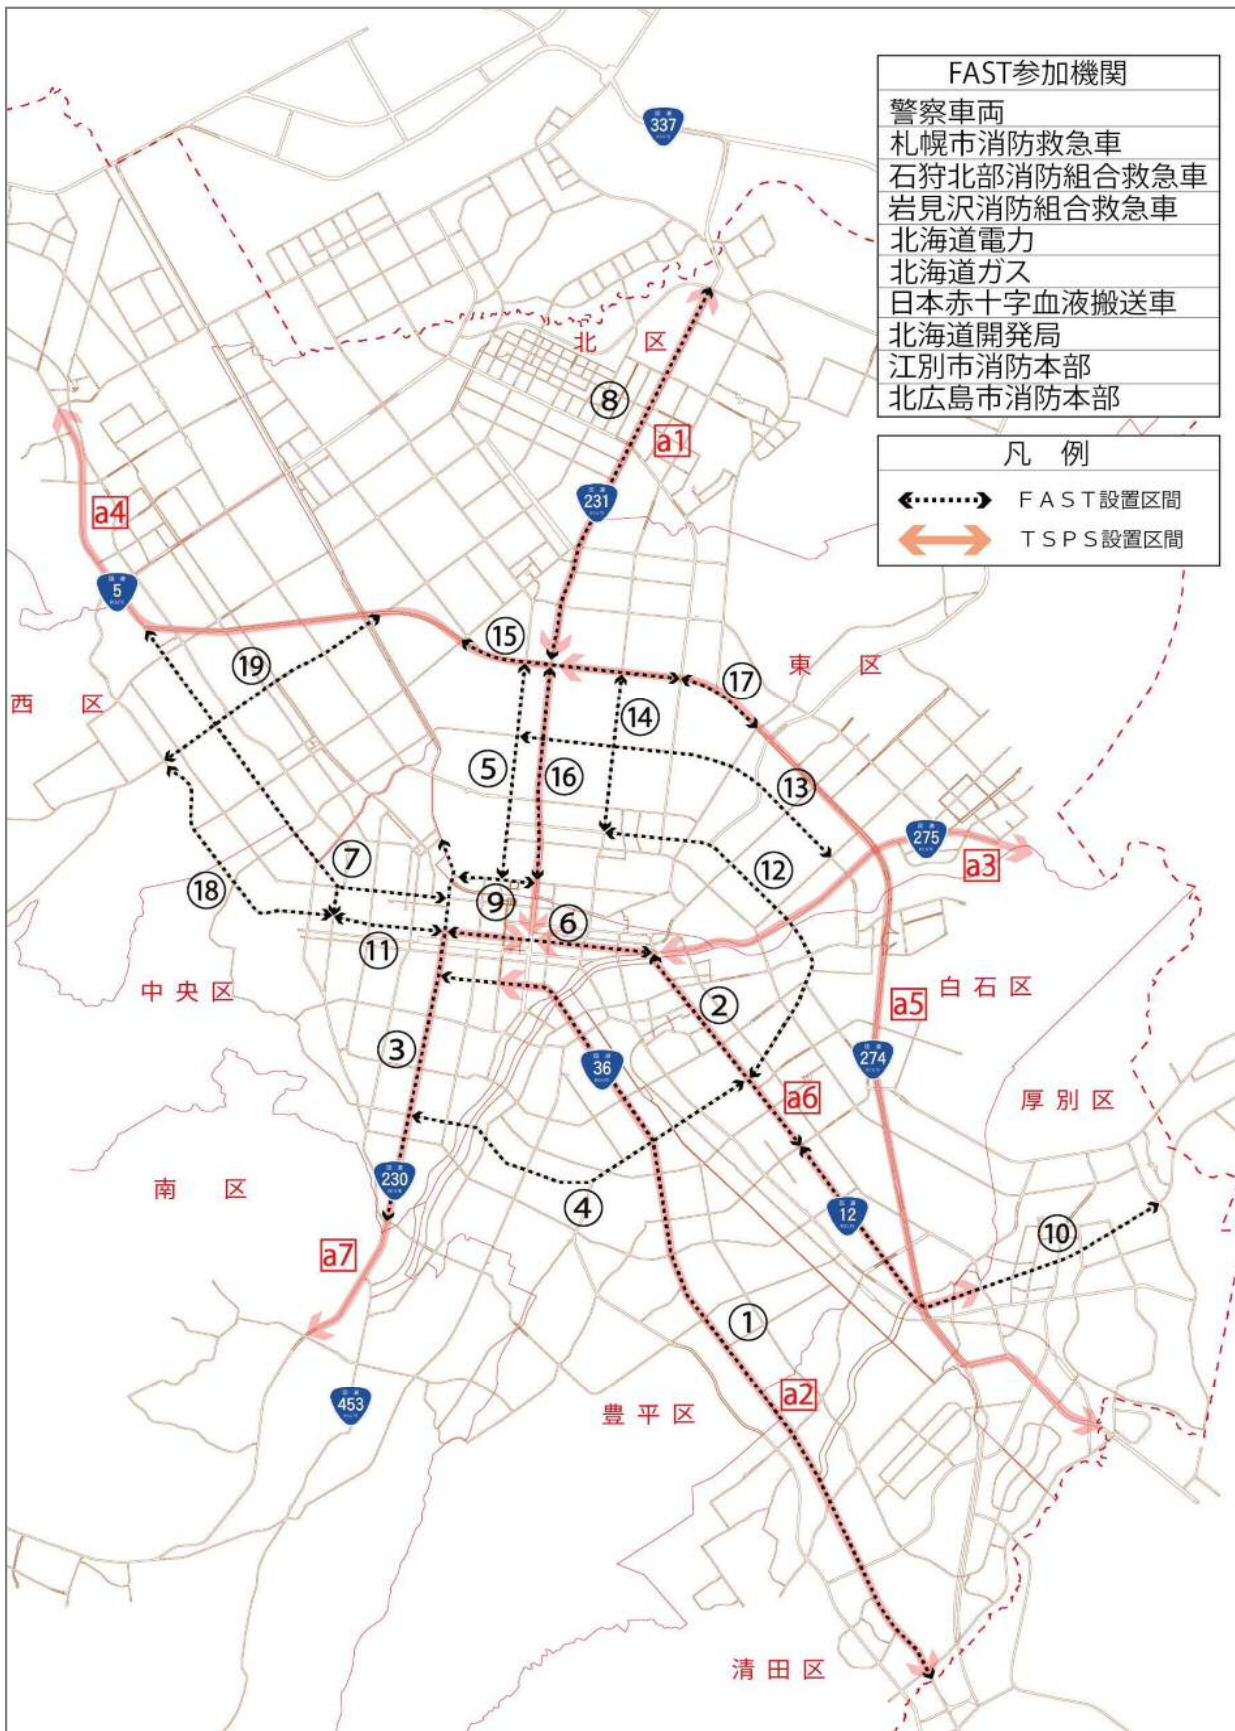 FAST参加機関
警察車両
札幌市消防救急車
石狩北部消防組合救急車
岩見沢消防組合救急車
北海道電力
北海道ガス
日本赤十字血液搬送車
北海道開発局
江別市消防本部
北広島市消防本部
凡 例
FAST設置区間
TSPS設置区間
337
北 区
⑧
a1
231
a4
5
⑮
⑲
東 区
⑰
西 区
⑭
⑤
⑯
⑬
275
a3
⑦
⑫
⑱
⑨
⑥
⑪
中央区
②
白石区
a5
③
36
274
a6
厚別区
南 区
230
④
12
⑩
a7
①
a2
453
豊平区
清田区